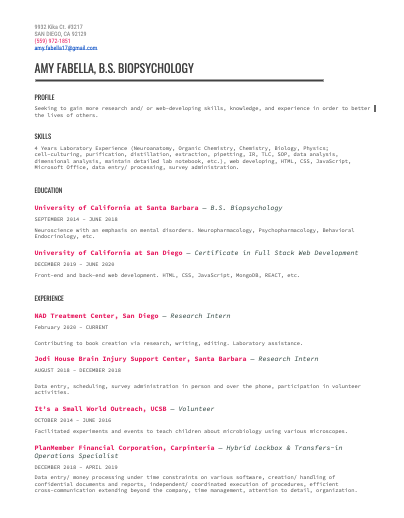 9932 Kika Ct. #3217
SAN DIEGO, CA 92129
(559) 972-1851
amy.fabella17@gmail.com
AMY FABELLA, B.S. BIOPSYCHOLOGY
PROFILE
Seeking to gain more research and/ or web-developing skills, knowledge, and experience in order to better
the lives of others.
SKILLS
4 Years Laboratory Experience (Neuroanatomy, Organic Chemistry, Chemistry, Biology, Physics;
cell-culturing, purification, distillation, extraction, pipetting, IR, TLC, SOP, data analysis,
dimensional analysis, maintain detailed lab notebook, etc.), web developing, HTML, CSS, JavaScript,
Microsoft Office, data entry/ processing, survey administration.
EDUCATION
University of California at Santa Barbara — B.S. Biopsychology
SEPTEMBER 2014 - JUNE 2018
Neuroscience with an emphasis on mental disorders. Neuropharmacology, Psychopharmacology, Behavioral
Endocrinology, etc.
University of California at San Diego — Certificate in Full Stack Web Development
DECEMBER 2019 - JUNE 2020
Front-end and back-end web development. HTML, CSS, JavaScript, MongoDB, REACT, etc.
EXPERIENCE
NAD Treatment Center, San Diego — Research Intern
February 2020 - CURRENT
Contributing to book creation via research, writing, editing. Laboratory assistance.
Jodi House Brain Injury Support Center, Santa Barbara — Research Intern
AUGUST 2018 - DECEMBER 2018
Data entry, scheduling, survey administration in person and over the phone, participation in volunteer
activities.
It's a Small World Outreach, UCSB — Volunteer
OCTOBER 2014 - JUNE 2016
Facilitated experiments and events to teach children about microbiology using various microscopes.
PlanMember Financial Corporation, Carpinteria — Hybrid Lockbox & Transfers-in
Operations Specialist
DECEMBER 2018 - APRIL 2019
Data entry/ money processing under time constraints on various software, creation/ handling of
confidential documents and reports, independent/ coordinated execution of procedures, efficient
cross-communication extending beyond the company, time management, attention to detail, organization.